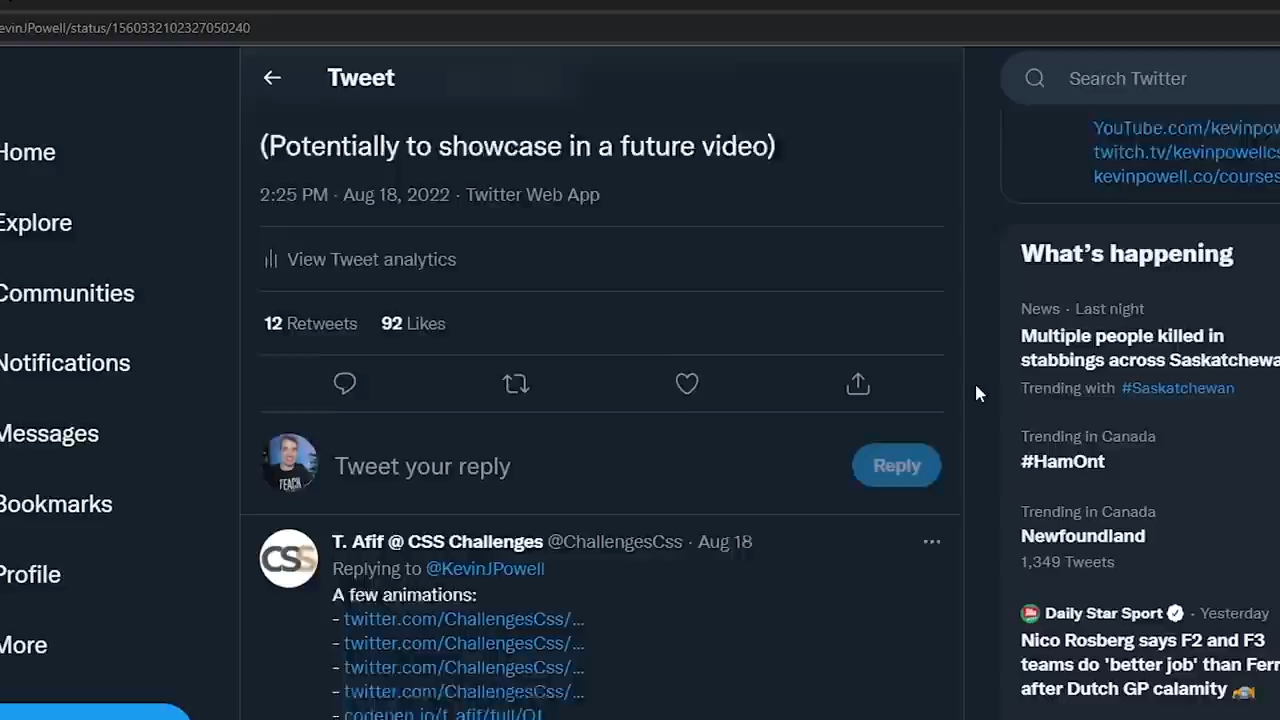 evinJPowell/status/1560332102327050240
Tweet
Search Twitter
Home
Explore
Communities
Notifications
Messages
Bookmarks
Profile
More
(Potentially to showcase in a future video)
2:25 PM · Aug 18, 2022 · Twitter Web App
View Tweet analytics
12 Retweets 92 Likes
TEACH
Tweet your reply
Reply
CSS
T. Afif @ CSS Challenges @ChallengesCss · Aug 18
Replying to @KevinJPowell
A few animations:
- twitter.com/ChallengesCss/...
- twitter.com/ChallengesCss/...
- twitter.com/ChallengesCss/...
- twitter.com/ChallengesCss/...
YouTube.com/kevinpow
twitch.tv/kevinpowellcs
kevinpowell.co/courses
What's happening
News · Last night
Multiple people killed in
stabbings across Saskatchewa
Trending with #Saskatchewan
Trending in Canada
#HamOnt
Trending in Canada
Newfoundland
1,349 Tweets
Daily Star Sport · Yesterday
Nico Rosberg says F2 and F3
teams do 'better job' than Ferr
after Dutch GP calamity